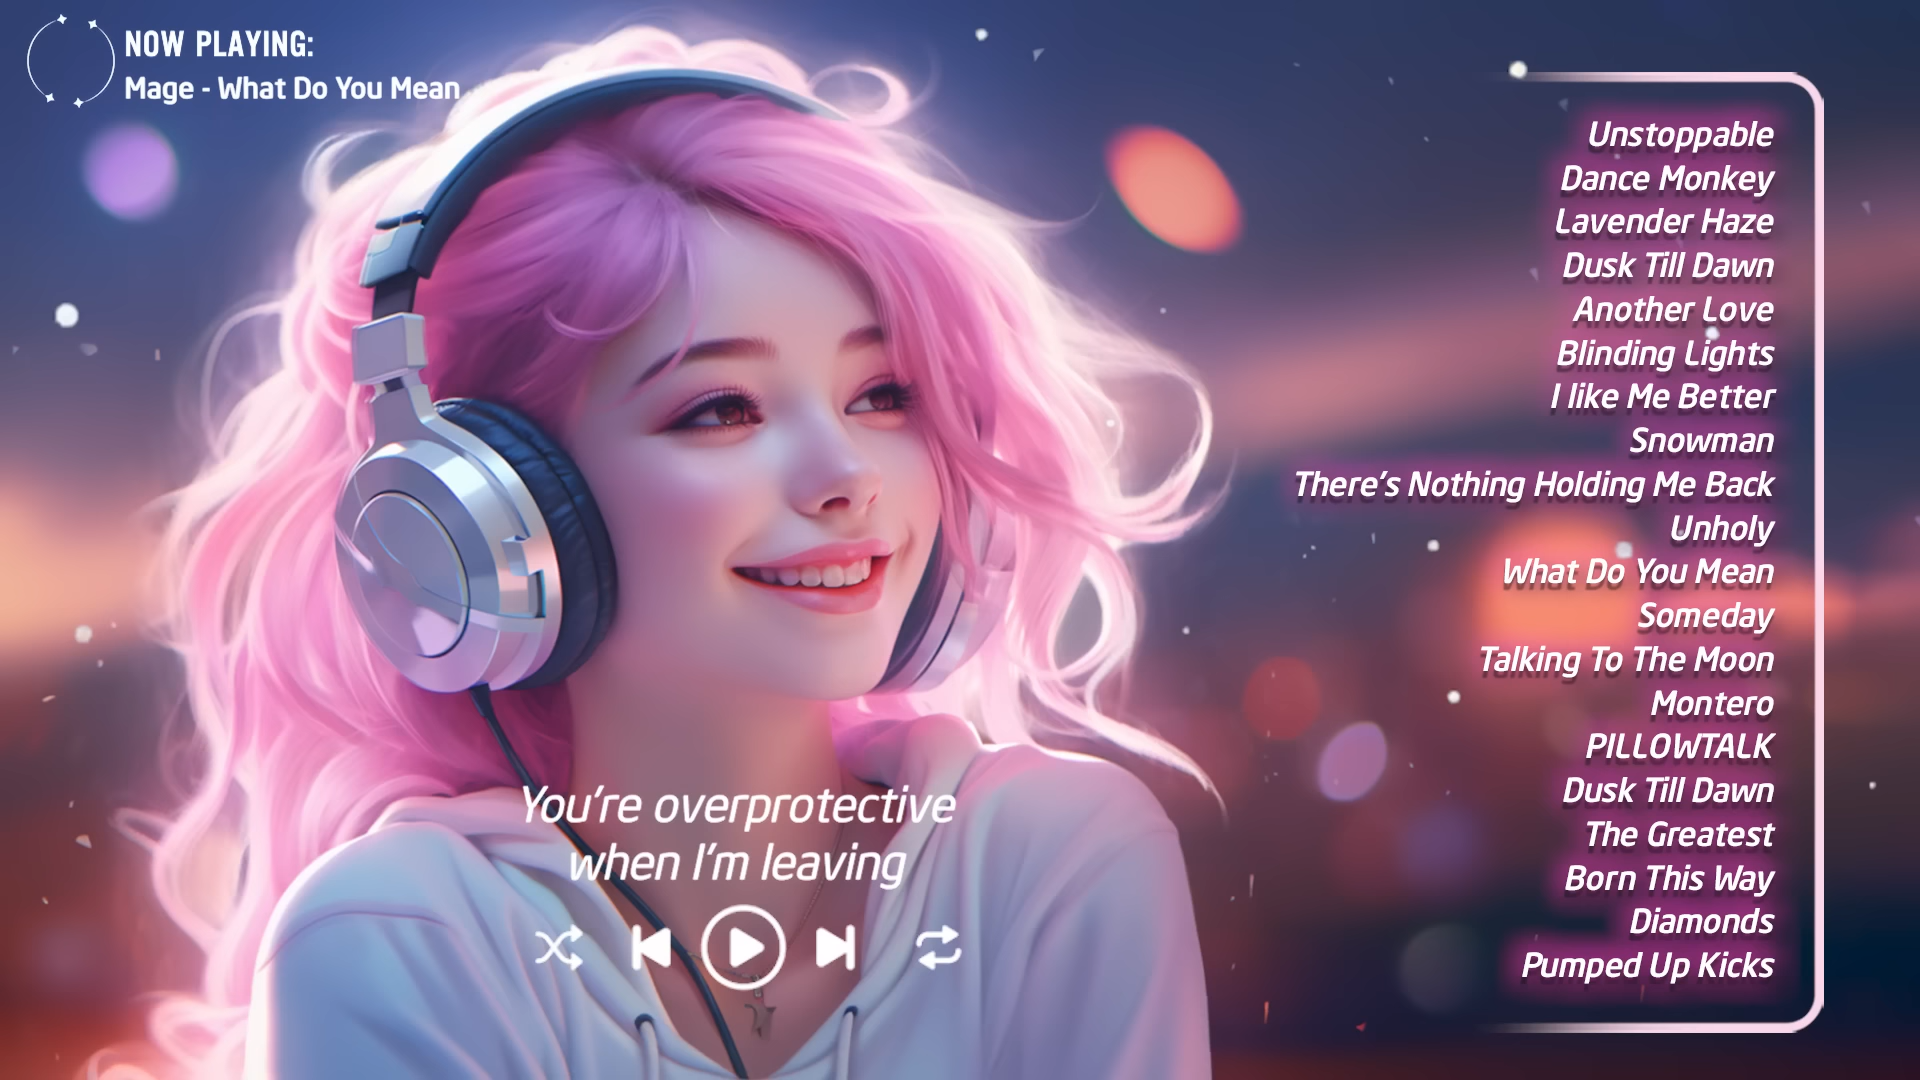 NOW PLAYING:
Mage - What Do You Mean
Unstoppable
Dance Monkey
Lavender Haze
Dusk Till Dawn
Another Love
Blinding Lights
I like Me Better
Snowman
There's Nothing Holding Me Back
Unholy
What Do You Mean
Someday
Talking To The Moon
Montero
PILLOWTALK
Dusk Till Dawn
The Greatest
Born This Way
Diamonds
Pumped Up Kicks
You're overprotective
when I'm leaving